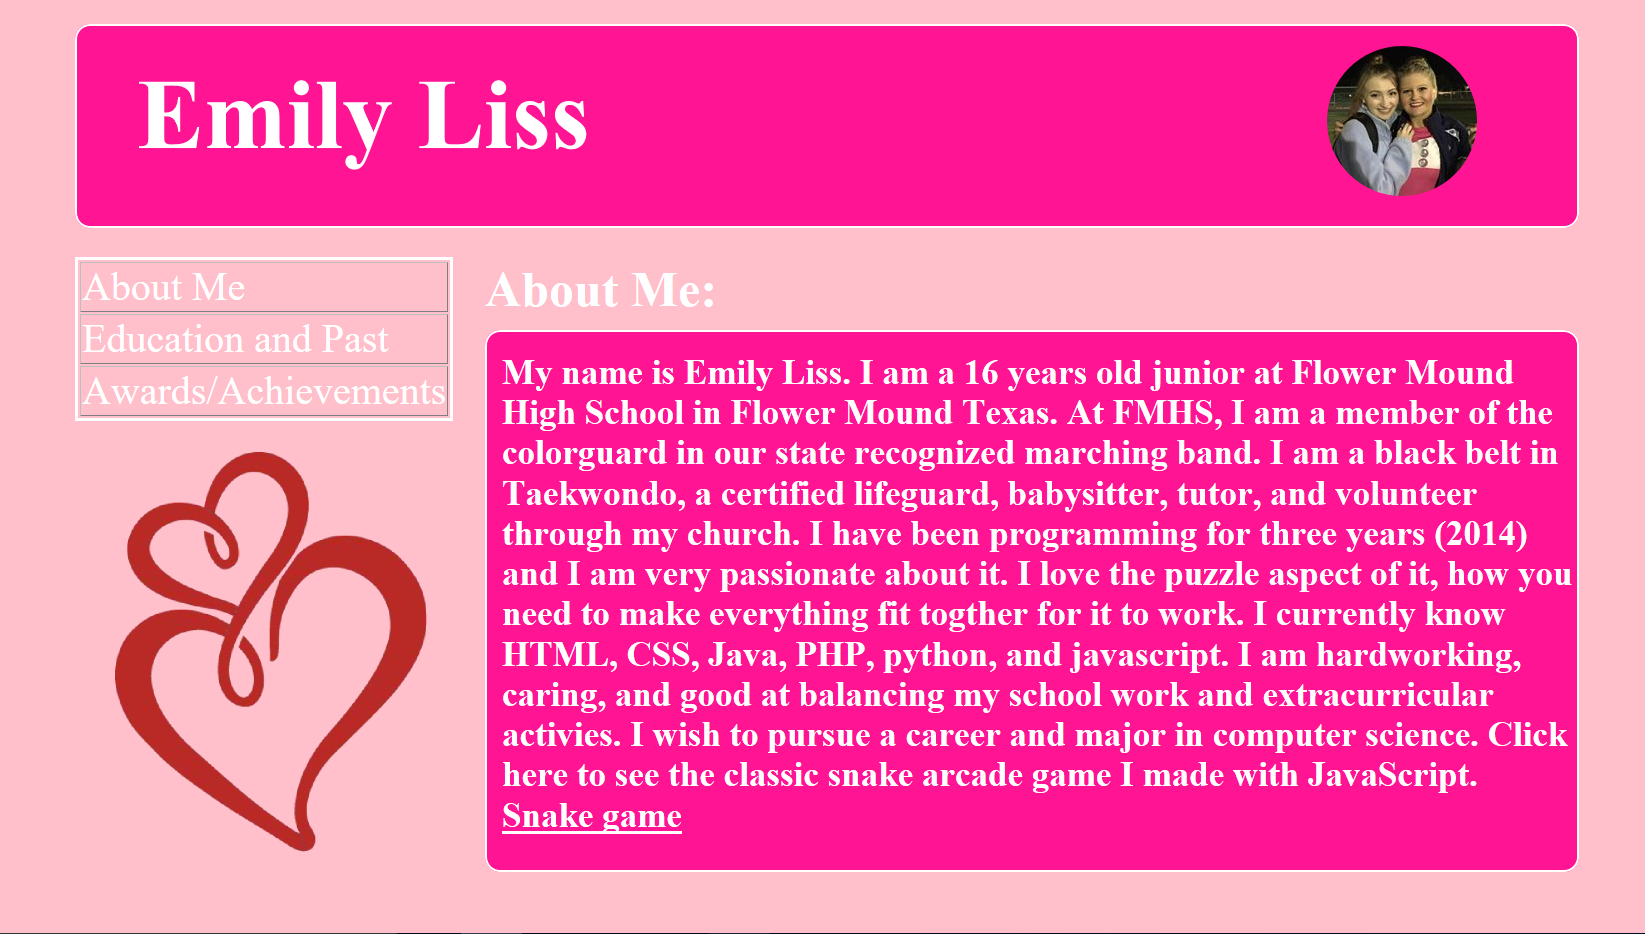 Emily Liss
About Me
Education and Past
Awards/Achievements
About Me:
My name is Emily Liss. I am a 16 years old junior at Flower Mound
High School in Flower Mound Texas. At FMHS, I am a member of the
colorguard in our state recognized marching band. I am a black belt in
Taekwondo, a certified lifeguard, babysitter, tutor, and volunteer
through my church. I have been programming for three years (2014)
and I am very passionate about it. I love the puzzle aspect of it, how you
need to make everything fit togther for it to work. I currently know
HTML, CSS, Java, PHP, python, and javascript. I am hardworking,
caring, and good at balancing my school work and extracurricular
activies. I wish to pursue a career and major in computer science. Click
here to see the classic snake arcade game I made with JavaScript.
Snake game